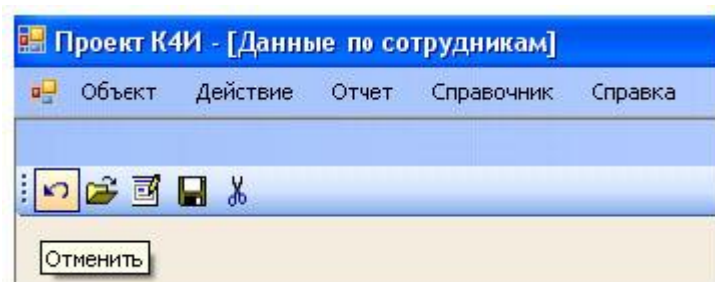 Проект К4И - [Данные по сотрудникам]
Объект Действие Отчет Справочник Справка
Отменить